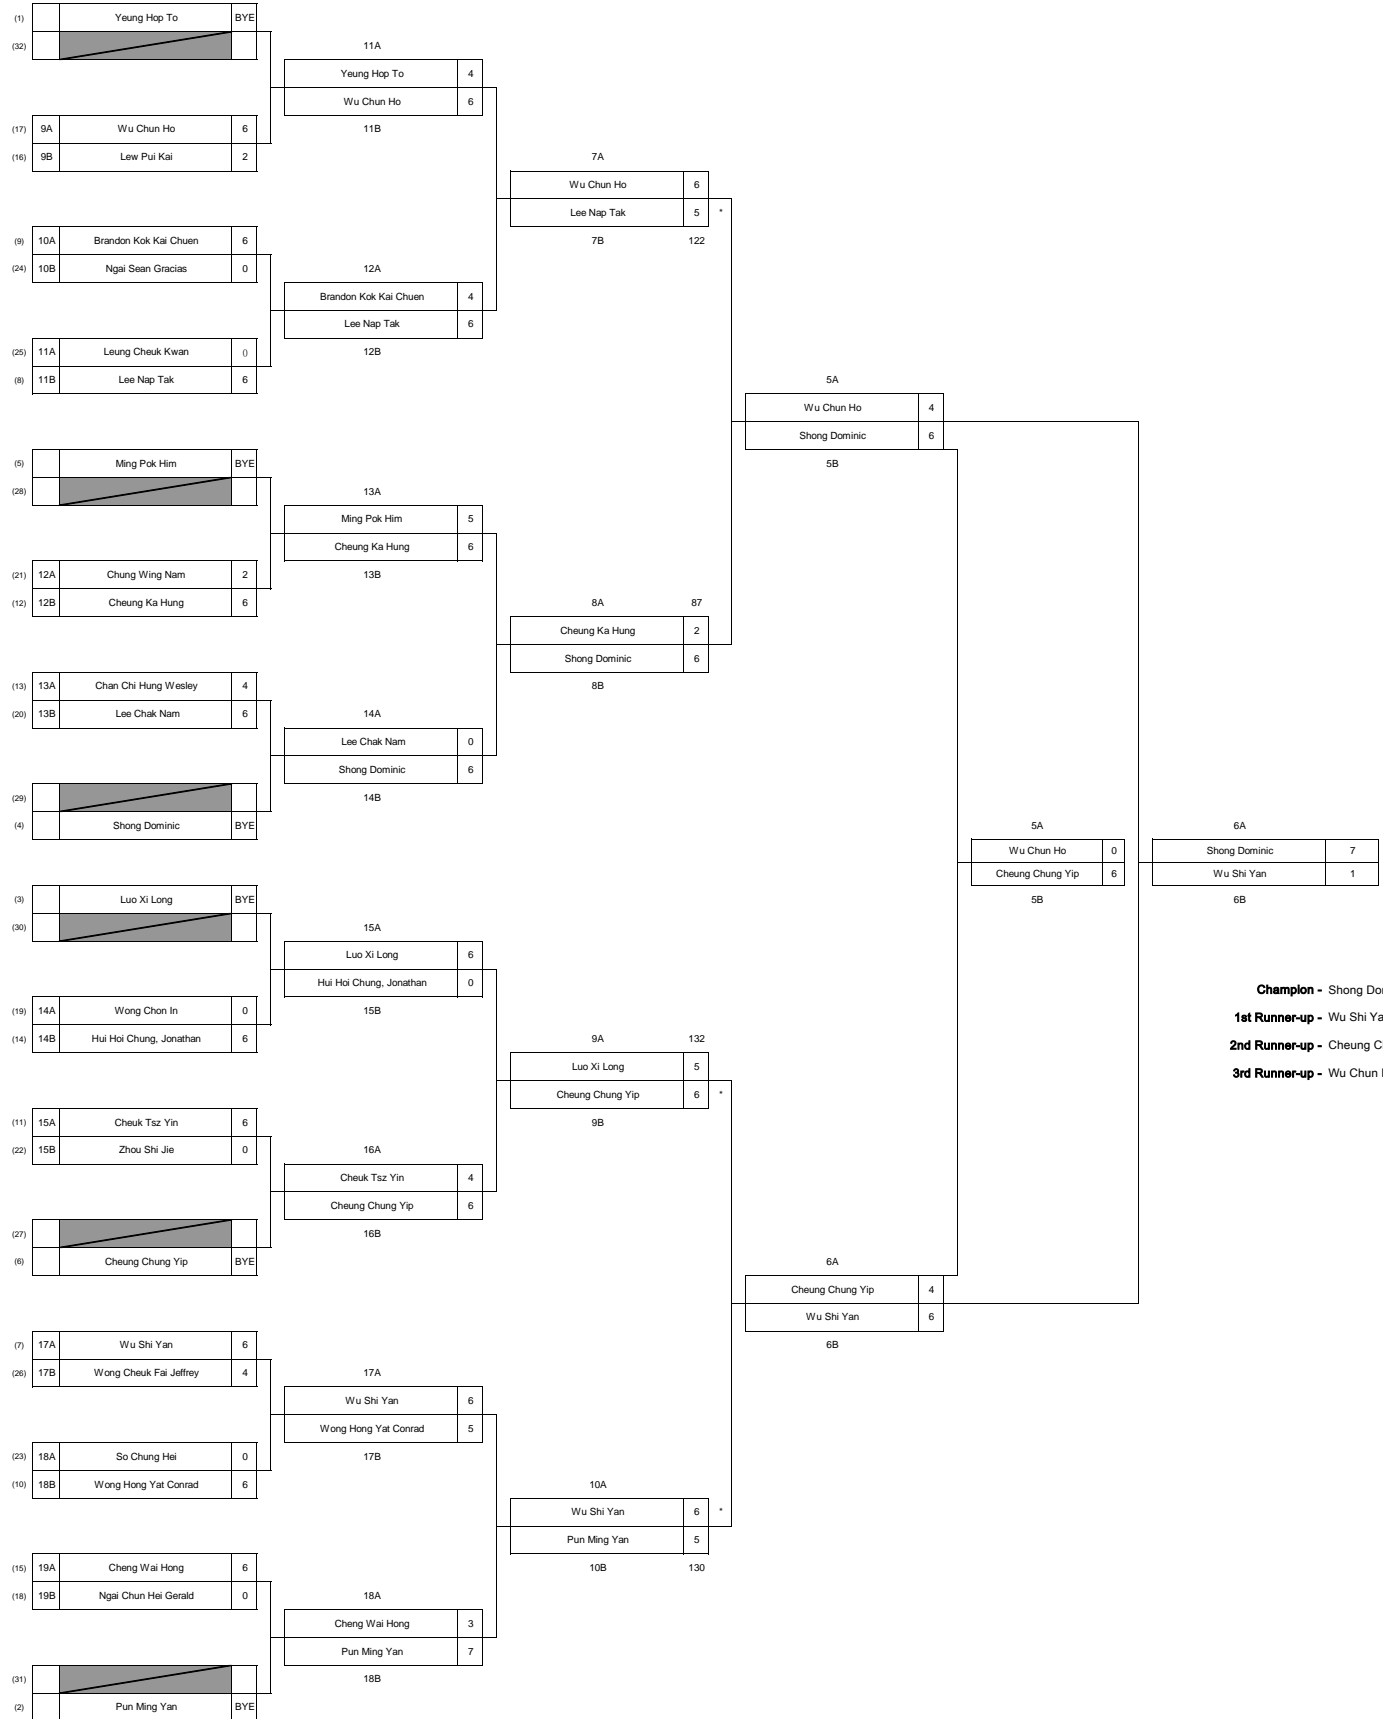 (1) Yeung Hop To BYE
(32)
11A
Yeung Hop To 4
Wu Chun Ho 6
11B
(17) 9A Wu Chun Ho 6
(16) 9B Lew Pui Kai 2
7A
Wu Chun Ho 6
Lee Nap Tak 5 *
7B 122
(9) 10A Brandon Kok Kai Chuen 6
(24) 10B Ngai Sean Gracias 0
12A
Brandon Kok Kai Chuen 4
Lee Nap Tak 6
12B
(25) 11A Leung Cheuk Kwan ()
(8) 11B Lee Nap Tak 6
5A
Wu Chun Ho 4
Shong Dominic 6
5B
(5) Ming Pok Him BYE
(28)
13A
Ming Pok Him 5
Cheung Ka Hung 6
13B
(21) 12A Chung Wing Nam 2
(12) 12B Cheung Ka Hung 6
8A 87
Cheung Ka Hung 2
Shong Dominic 6
8B
(13) 13A Chan Chi Hung Wesley 4
(20) 13B Lee Chak Nam 6
14A
Lee Chak Nam 0
Shong Dominic 6
14B
(29)
(4) Shong Dominic BYE
5A
Wu Chun Ho 0
Cheung Chung Yip 6
5B
6A
Shong Dominic 7
Wu Shi Yan 1
6B
(3) Luo Xi Long BYE
(30)
15A
Luo Xi Long 6
Hui Hoi Chung, Jonathan 0
15B
Champion - Shong Do
1st Runner-up - Wu Shi Ya
2nd Runner-up - Cheung C
3rd Runner-up - Wu Chun
(19) 14A Wong Chon In 0
(14) 14B Hui Hoi Chung, Jonathan 6
9A 132
Luo Xi Long 5
Cheung Chung Yip 6 *
9B
(11) 15A Cheuk Tsz Yin 6
(22) 15B Zhou Shi Jie 0
16A
Cheuk Tsz Yin 4
Cheung Chung Yip 6
16B
(27)
(6) Cheung Chung Yip BYE
6A
Cheung Chung Yip 4
Wu Shi Yan 6
6B
(7) 17A Wu Shi Yan 6
(26) 17B Wong Cheuk Fai Jeffrey 4
17A
Wu Shi Yan 6
Wong Hong Yat Conrad 5
17B
(23) 18A So Chung Hei 0
(10) 18B Wong Hong Yat Conrad 6
10A
Wu Shi Yan 6 *
Pun Ming Yan 5
10B 130
(15) 19A Cheng Wai Hong 6
(18) 19B Ngai Chun Hei Gerald 0
18A
Cheng Wai Hong 3
Pun Ming Yan 7
18B
(31)
(2) Pun Ming Yan BYE